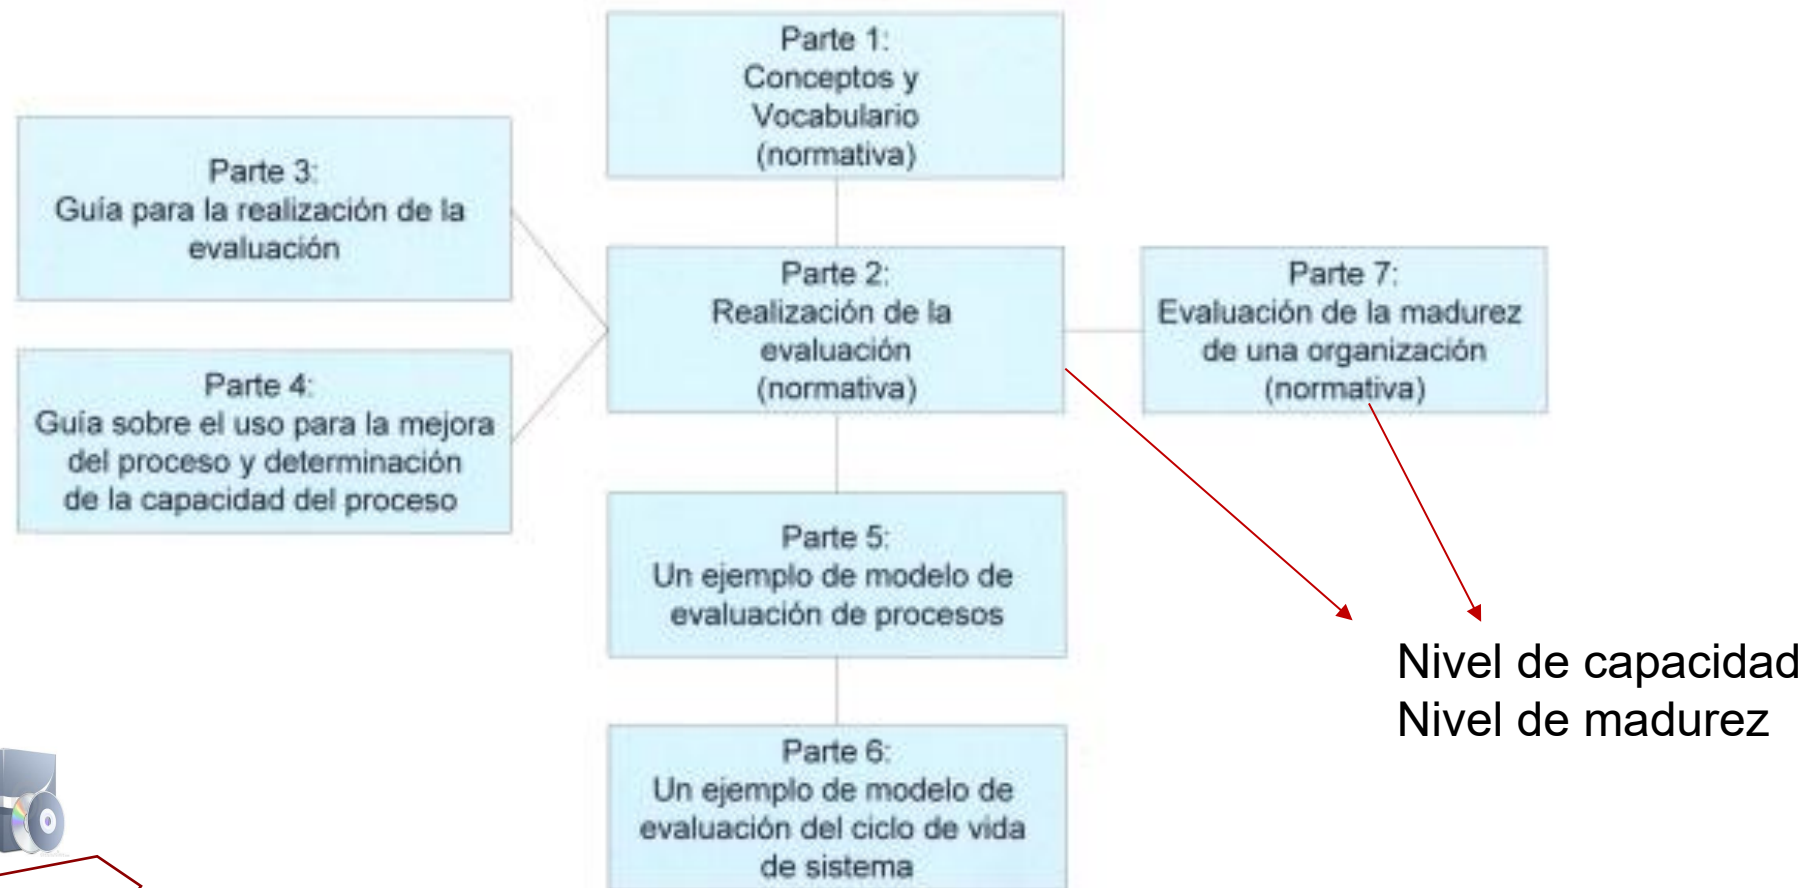 Parte 1:
Conceptos y
Vocabulario
(normativa)
Parte 3:
Guía para la realización de la
evaluación
Parte 2:
Realización de la
evaluación
(normativa)
Parte 7:
Evaluación de la madurez
de una organización
(normativa)
Parte 4:
Guía sobre el uso para la mejora
del proceso y determinación
de la capacidad del proceso
Parte 5:
Un ejemplo de modelo de
evaluación de procesos
Nivel de capacidad
Nivel de madurez
Parte 6:
Un ejemplo de modelo de
evaluación del ciclo de vida
de sistema